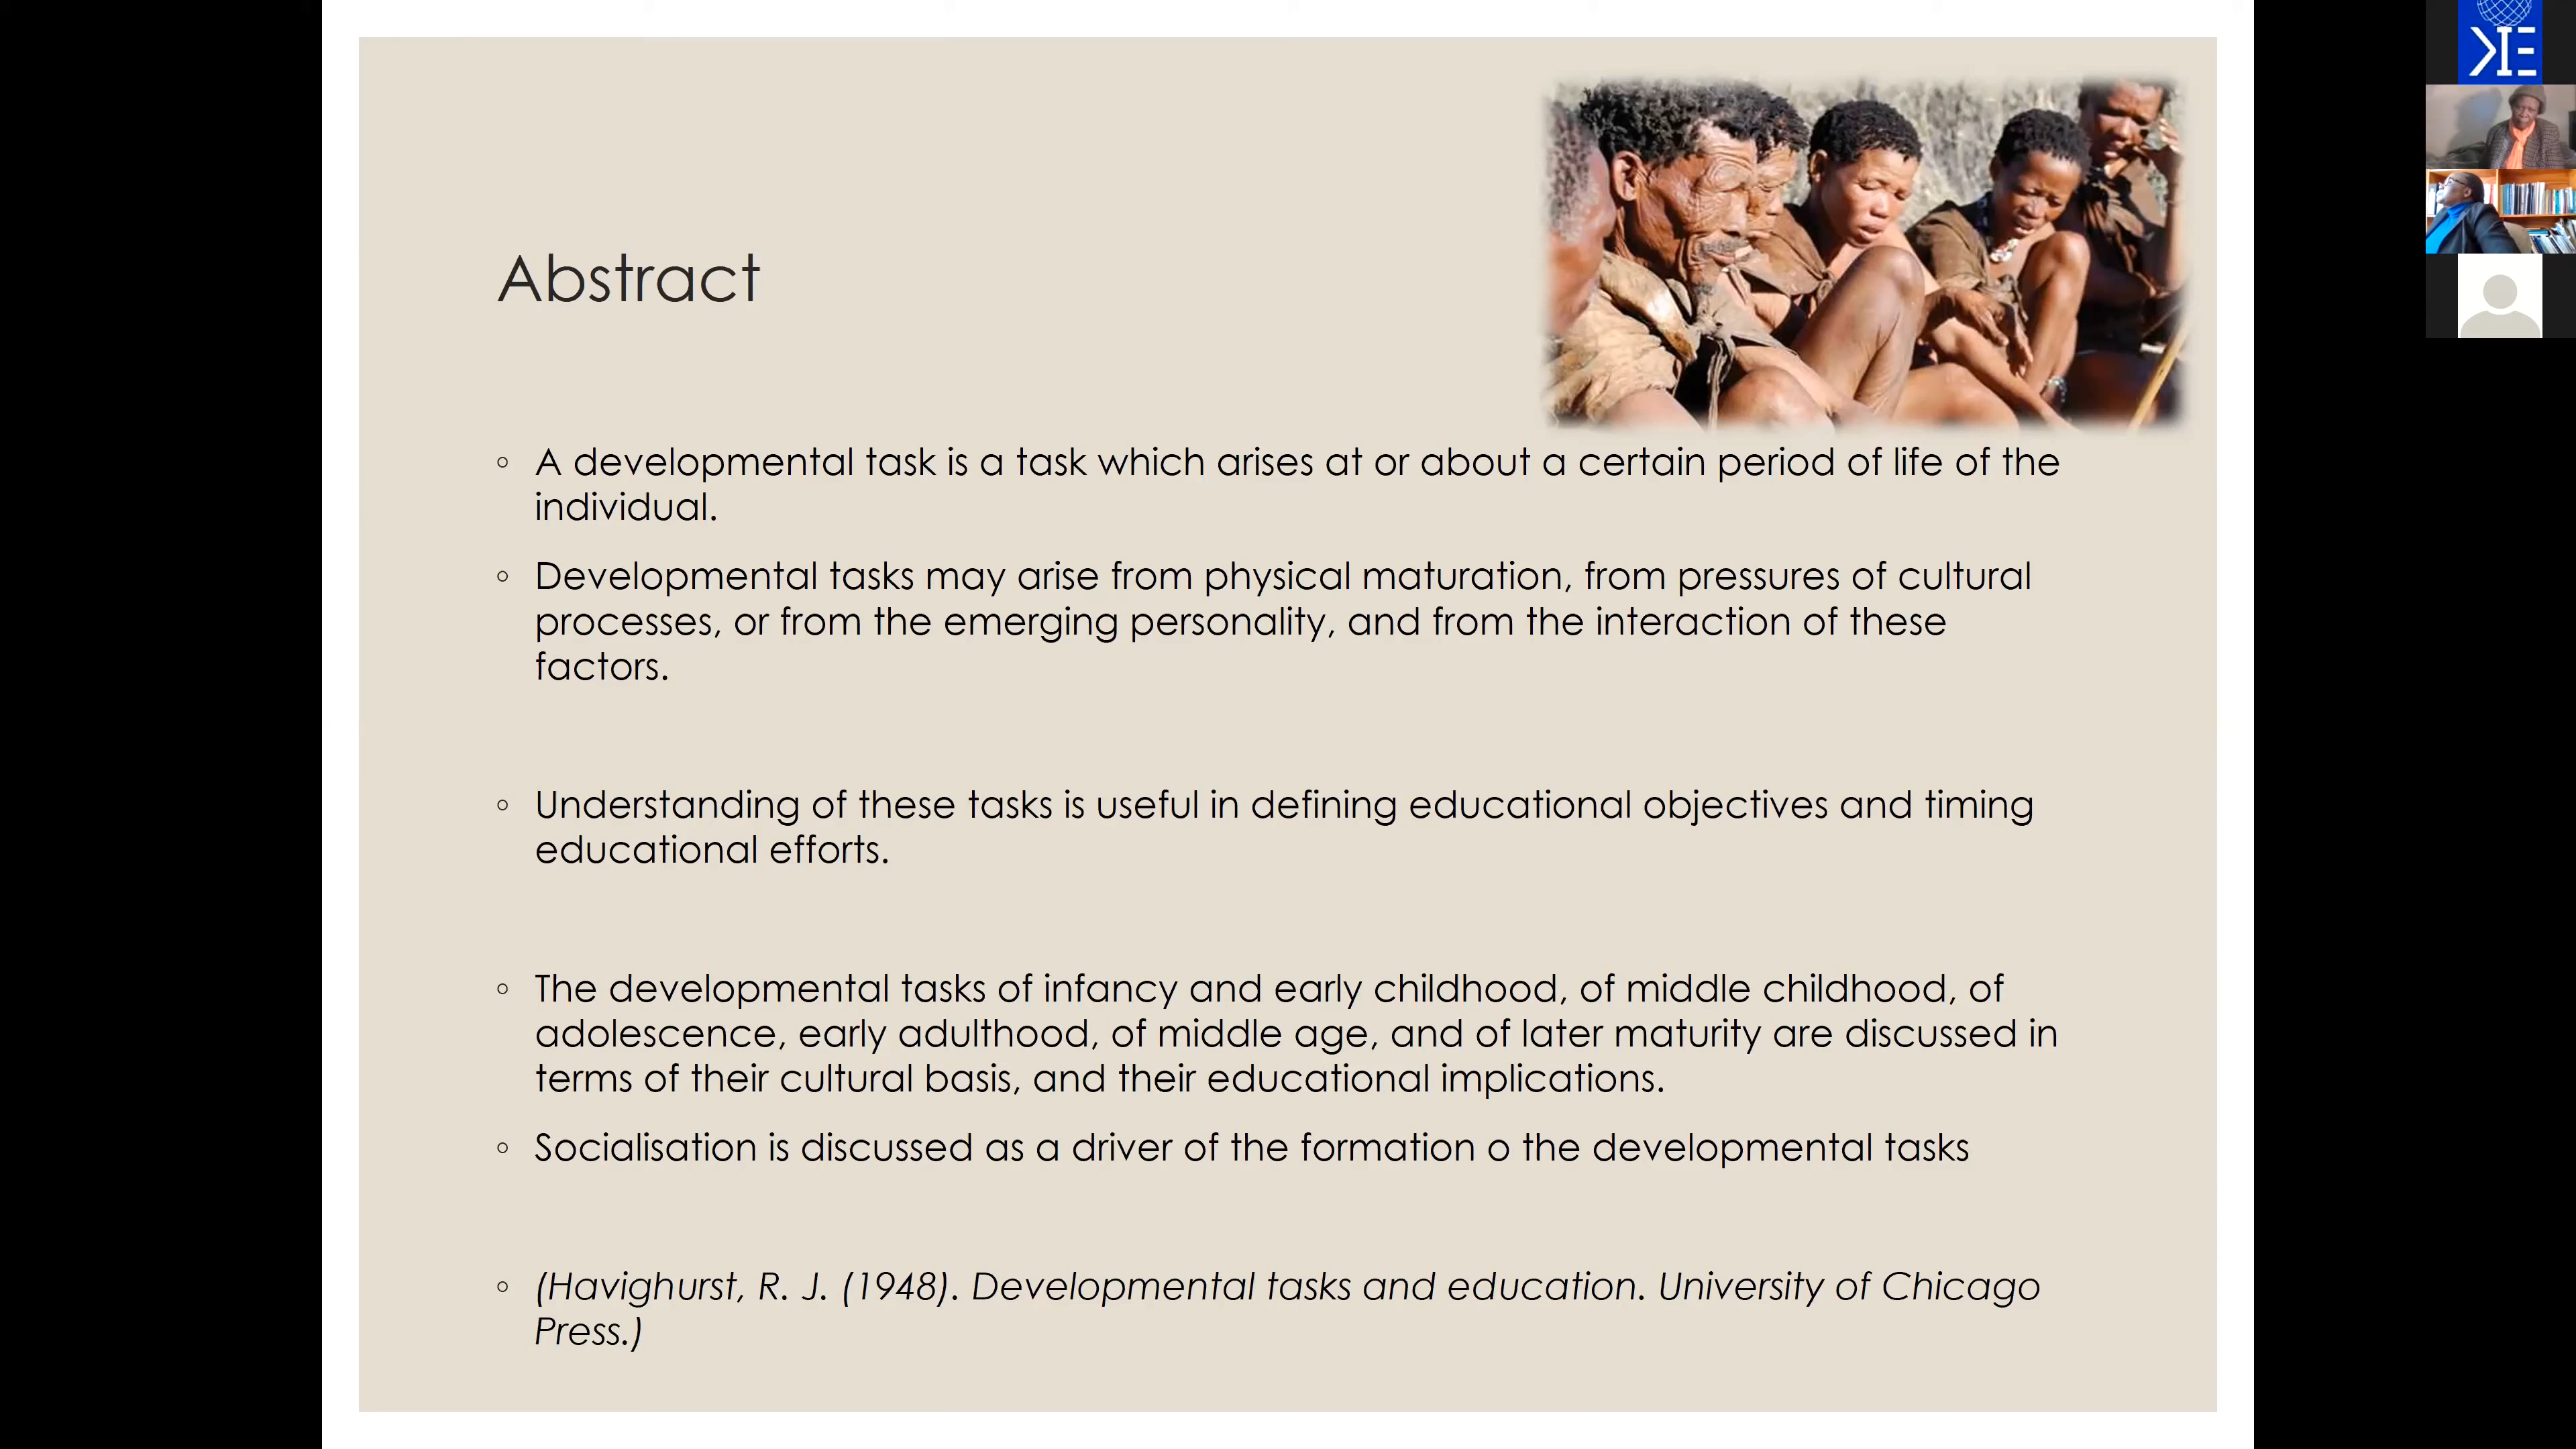 Abstract
◦ A developmental task is a task which arises at or about a certain period of life of the
individual.
◦ Developmental tasks may arise from physical maturation, from pressures of cultural
processes, or from the emerging personality, and from the interaction of these
factors.
◦ Understanding of these tasks is useful in defining educational objectives and timing
educational efforts.
◦ The developmental tasks of infancy and early childhood, of middle childhood, of
adolescence, early adulthood, of middle age, and of later maturity are discussed in
terms of their cultural basis, and their educational implications.
◦ Socialisation is discussed as a driver of the formation o the developmental tasks
◦ (Havighurst, R. J. (1948). Developmental tasks and education. University of Chicago
Press.)